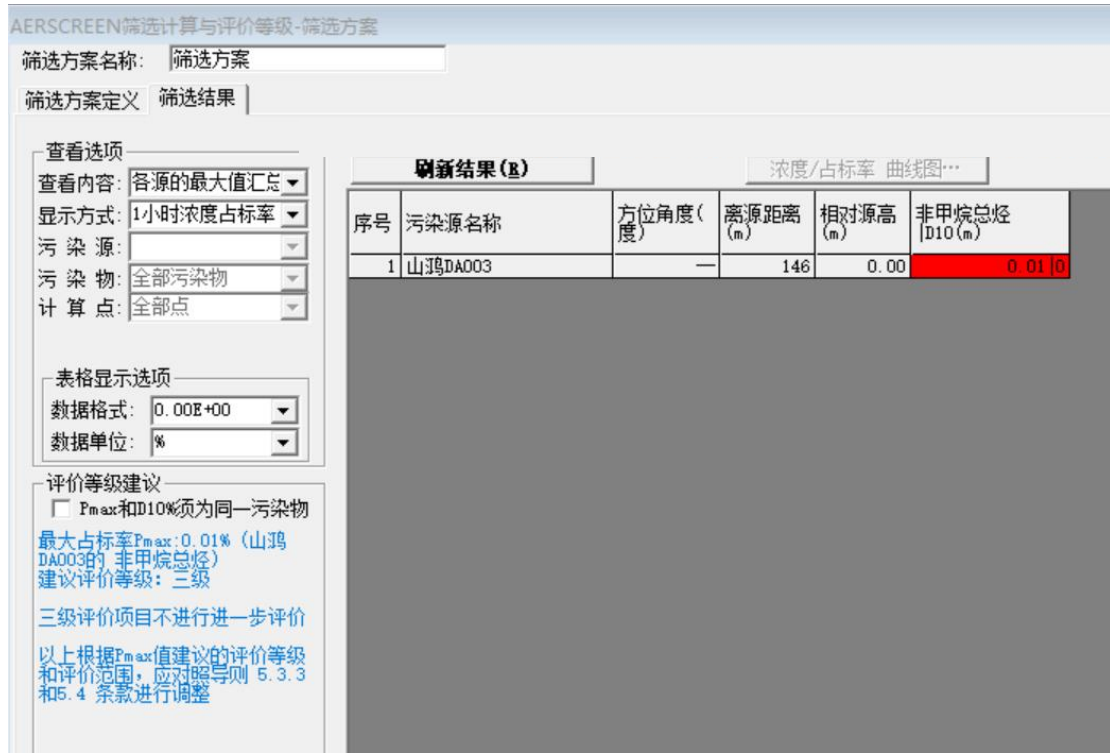 AERSCREEN筛选计算与评价等级-筛选方案
筛选方案名称: 筛选方案
筛选方案定义 筛选结果
查看选项
查看内容: 各源的最大值汇总
显示方式: 1小时浓度占标率
污 染 源:
污 染 物: 全部污染物
计 算 点: 全部点
表格显示选项
数据格式: 0.00E+00
数据单位: %
评价等级建议
Pmax和D10%须为同一污染物
最大占标率Pmax:0.01% (山鸿
DA003的 非甲烷总烃)
建议评价等级: 三级
三级评价项目不进行进一步评价
以上根据Pmax值建议的评价等级
和评价范围,应对照导则 5.3.3
和5.4 条款进行调整
刷新结果(R) 浓度/占标率 曲线图…
序号 污染源名称 方位角度(度) 离源距离(m) 相对源高(m) 非甲烷总烃|D10(m)
1 山鸿DA003 — 146 0.00 0.01|0